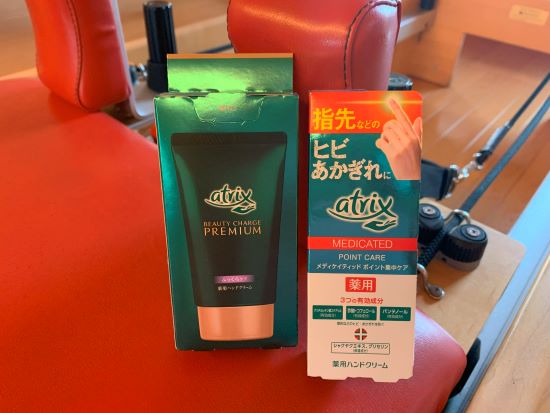 atrix
BEAUTY CHARGE
PREMIUM
薬用ハンドクリーム
指先などの
ヒビ
あかぎれに
atrix
MEDICATED
POINT CARE
メディケイティッド ポイント集中ケア
薬用
3つの有効成分
パンテノール
シャクヤクエキス、グリセリン
薬用ハンドクリーム